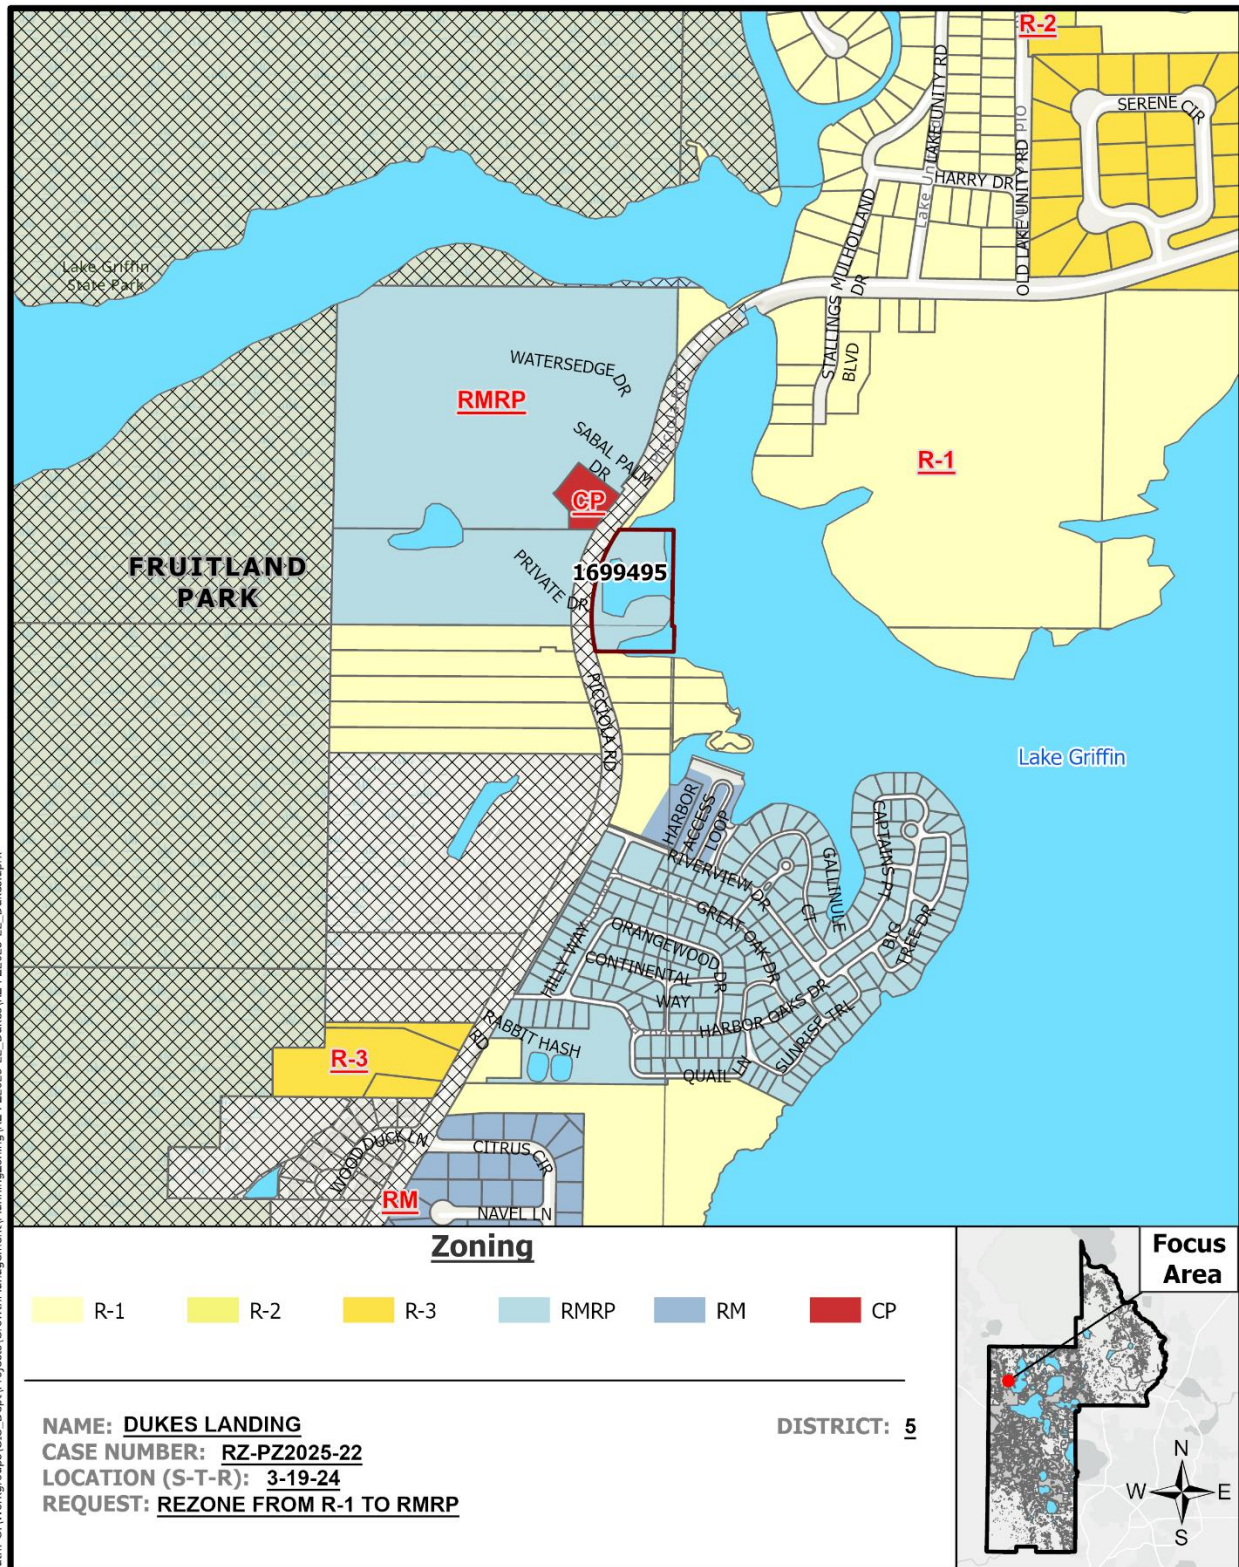 R-2
LAKE UNITY RD
SERENE CIR
HARRY DR
OLD LAKE UNITY RD
STALLINGS MULHOLLAND
DR
BLVD
Lake Griffin
State Park
WATERSEDGE DR
RMRP
SABAL PALM
DR
Picciola Rd
CP
R-1
FRUITLAND
PARK
PRIVATE DR
1699495
PICCIOLA RD
Lake Griffin
HARBOR
ACCESS
LOOP
RIVERVIEW DR
GALLINULE
CT
CAPTAINS PT
BIG
TREE DR
GREAT OAK DR
ORANGEWOOD DR
CONTINENTAL
WAY
HILLY WAY
HARBOR OAKS DR
SUNRISE TRL
RABBIT HASH
RD
QUAIL LN
R-3
WOOD DUCK LN
CITRUS CIR
RM
NAVEL LN
Zoning
R-1
R-2
R-3
RMRP
RM
CP
NAME: DUKES LANDING
CASE NUMBER: RZ-PZ2025-22
LOCATION (S-T-R): 3-19-24
REQUEST: REZONE FROM R-1 TO RMRP
DISTRICT: 5
Focus
Area
N
W E
S